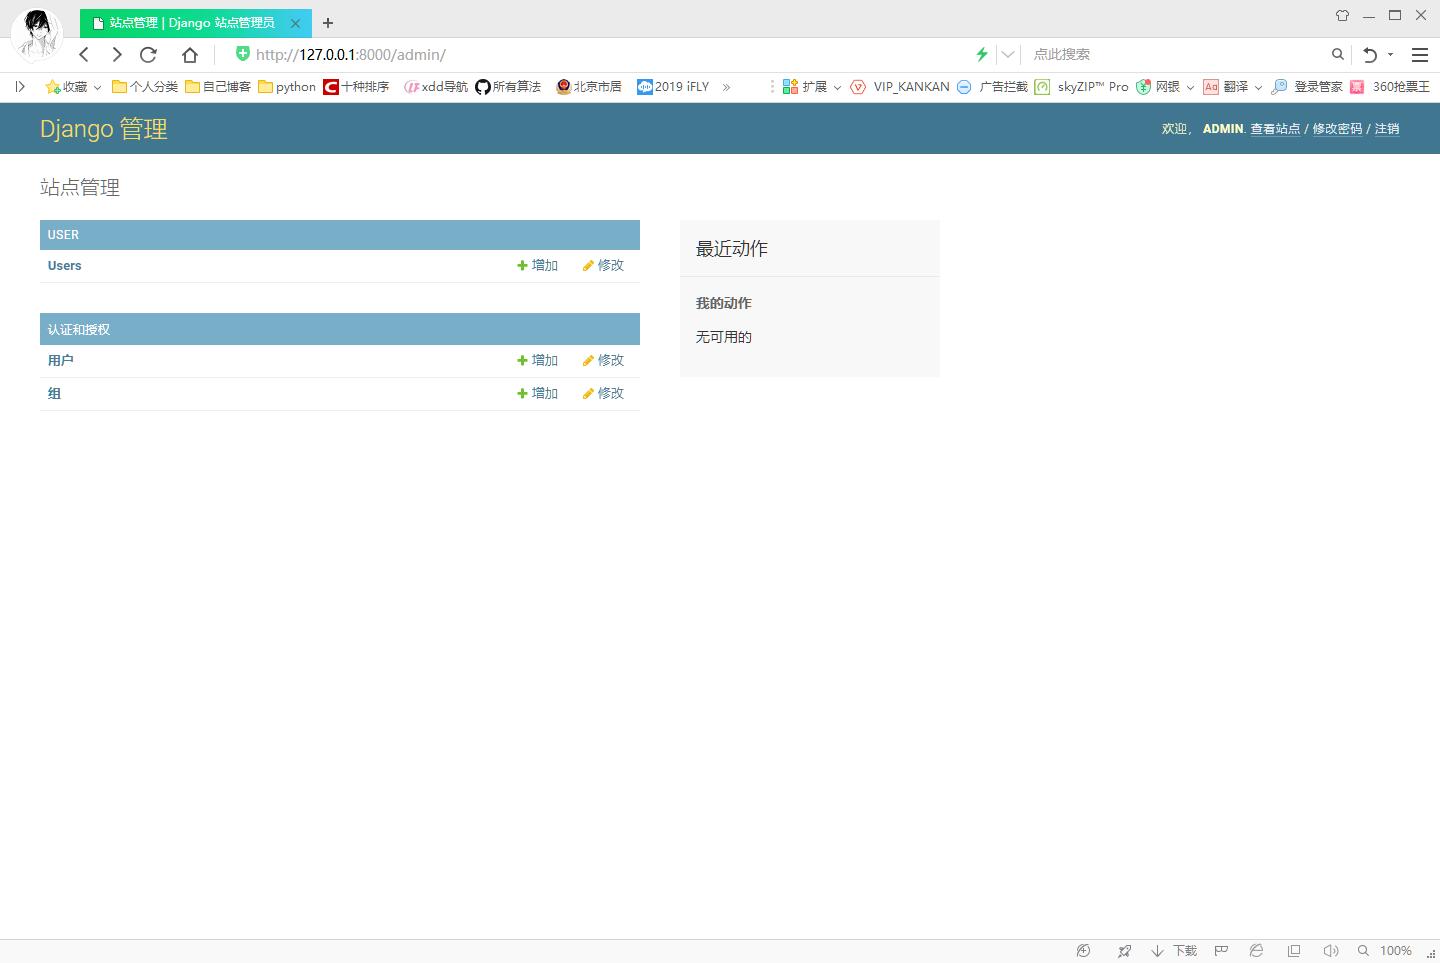 站点管理 | Django 站点管理员
http://127.0.0.1:8000/admin/
点此搜索
收藏 个人分类 自己博客 python 十种排序 xdd导航 所有算法 北京市居 2019 iFLY » 扩展 VIP_KANKAN 广告拦截 skyZIP™ Pro 网银 翻译 登录管家 360抢票王
Django 管理
欢迎， ADMIN. 查看站点 / 修改密码 / 注销
站点管理
USER
Users 增加 修改
认证和授权
用户 增加 修改
组 增加 修改
最近动作
我的动作
无可用的
下载 100%